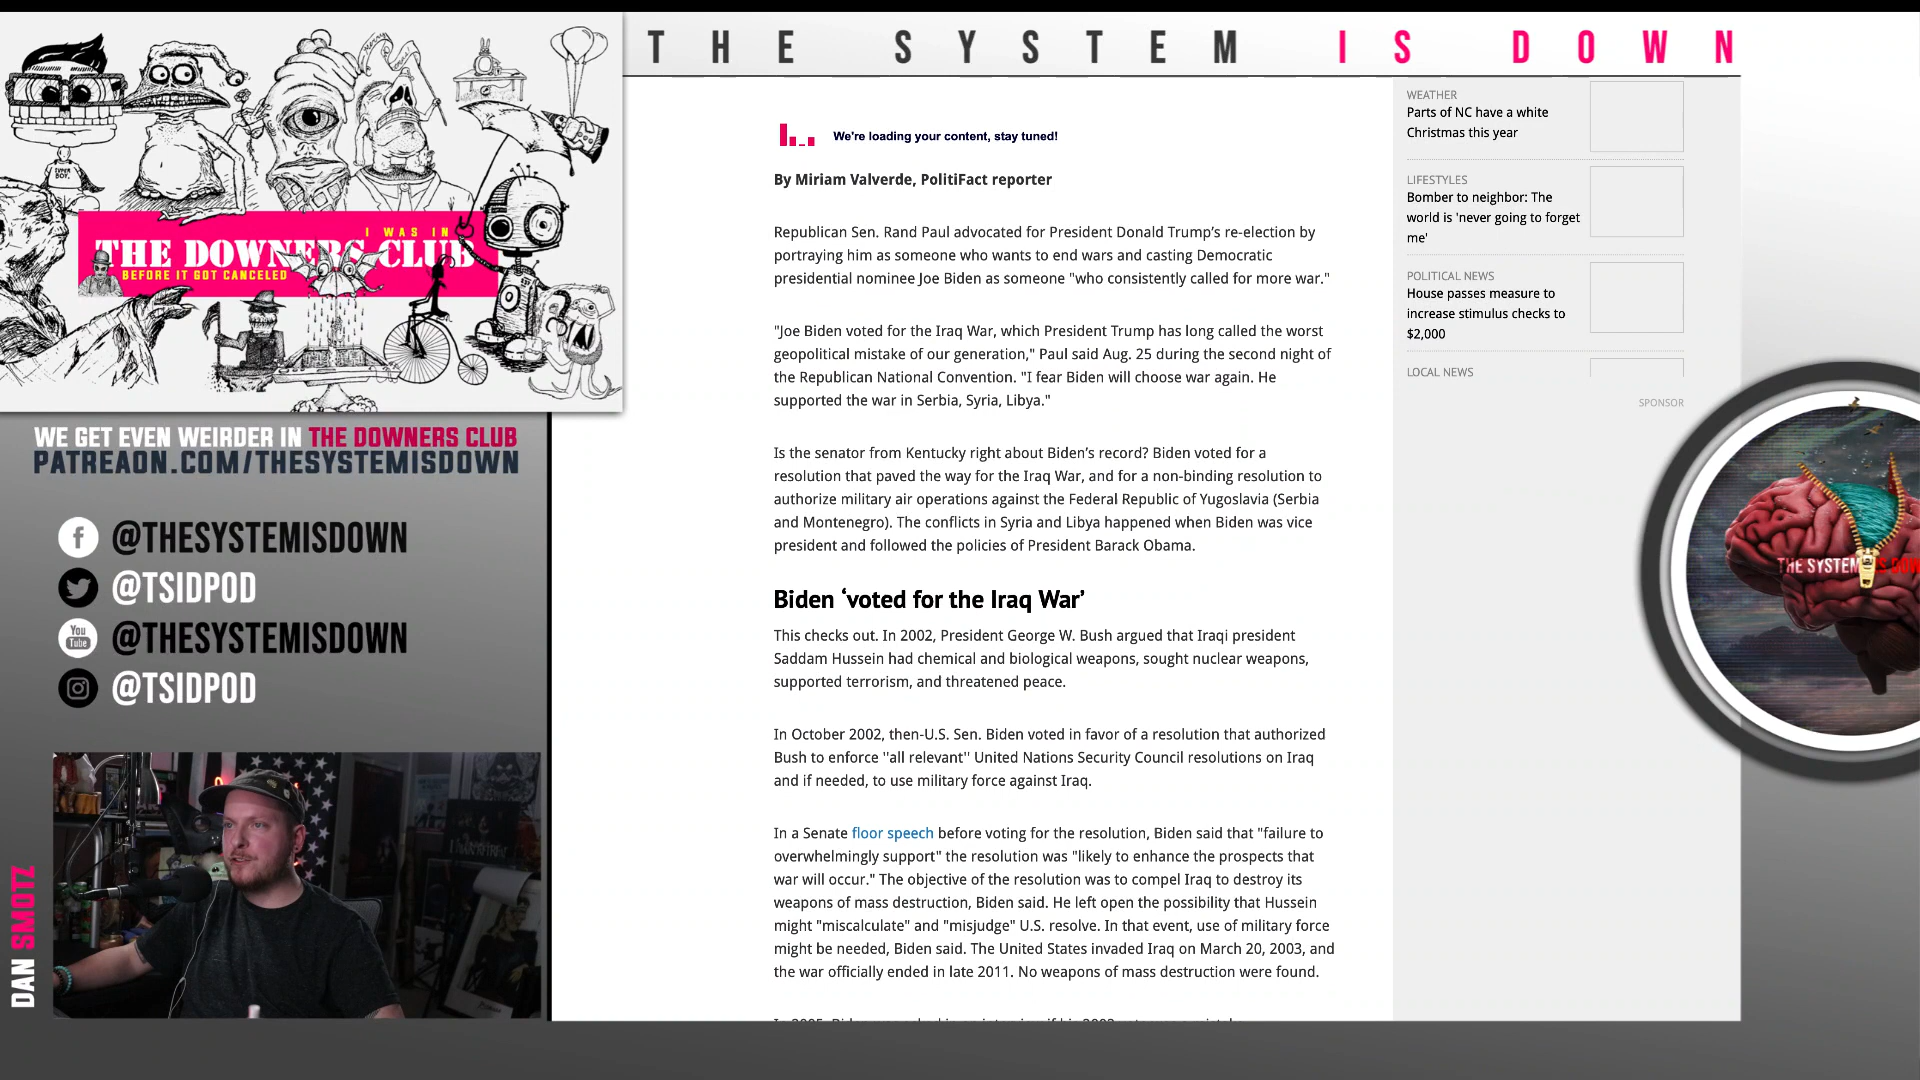 THE SYSTEM IS DOWN
SUPER
BOY
I WAS IN
THE DOWNERS CLUB
BEFORE IT GOT CANCELED
WE GET EVEN WEIRDER IN THE DOWNERS CLUB
PATREON.COM/THESYSTEMISDOWN
@THESYSTEMISDOWN
@TSIDPOD
You
Tube
@THESYSTEMISDOWN
@TSIDPOD
DAN SMOTZ
We're loading your content, stay tuned!
By Miriam Valverde, PolitiFact reporter
Republican Sen. Rand Paul advocated for President Donald Trump’s re-election by
portraying him as someone who wants to end wars and casting Democratic
presidential nominee Joe Biden as someone "who consistently called for more war."
"Joe Biden voted for the Iraq War, which President Trump has long called the worst
geopolitical mistake of our generation," Paul said Aug. 25 during the second night of
the Republican National Convention. "I fear Biden will choose war again. He
supported the war in Serbia, Syria, Libya."
Is the senator from Kentucky right about Biden’s record? Biden voted for a
resolution that paved the way for the Iraq War, and for a non-binding resolution to
authorize military air operations against the Federal Republic of Yugoslavia (Serbia
and Montenegro). The conflicts in Syria and Libya happened when Biden was vice
president and followed the policies of President Barack Obama.
Biden ‘voted for the Iraq War’
This checks out. In 2002, President George W. Bush argued that Iraqi president
Saddam Hussein had chemical and biological weapons, sought nuclear weapons,
supported terrorism, and threatened peace.
In October 2002, then-U.S. Sen. Biden voted in favor of a resolution that authorized
Bush to enforce "all relevant" United Nations Security Council resolutions on Iraq
and if needed, to use military force against Iraq.
In a Senate floor speech before voting for the resolution, Biden said that "failure to
overwhelmingly support" the resolution was "likely to enhance the prospects that
war will occur." The objective of the resolution was to compel Iraq to destroy its
weapons of mass destruction, Biden said. He left open the possibility that Hussein
might "miscalculate" and "misjudge" U.S. resolve. In that event, use of military force
might be needed, Biden said. The United States invaded Iraq on March 20, 2003, and
the war officially ended in late 2011. No weapons of mass destruction were found.
WEATHER
Parts of NC have a white
Christmas this year
LIFESTYLES
Bomber to neighbor: The
world is 'never going to forget
me'
POLITICAL NEWS
House passes measure to
increase stimulus checks to
$2,000
LOCAL NEWS
SPONSOR
THE SYSTEM IS DOW